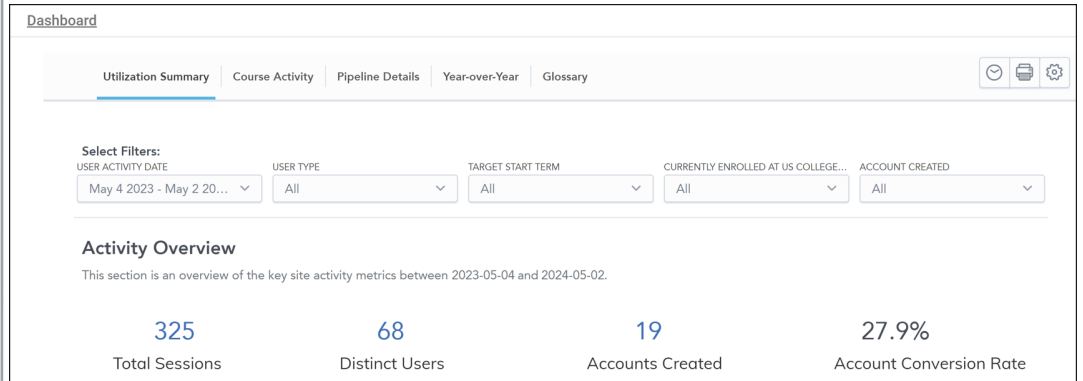 Dashboard
Utilization Summary Course Activity Pipeline Details Year-over-Year Glossary
Select Filters:
USER ACTIVITY DATE USER TYPE TARGET START TERM CURRENTLY ENROLLED AT US COLLEGE... ACCOUNT CREATED
May 4 2023 - May 2 20... All All All All
Activity Overview
This section is an overview of the key site activity metrics between 2023-05-04 and 2024-05-02.
325 68 19 27.9%
Total Sessions Distinct Users Accounts Created Account Conversion Rate